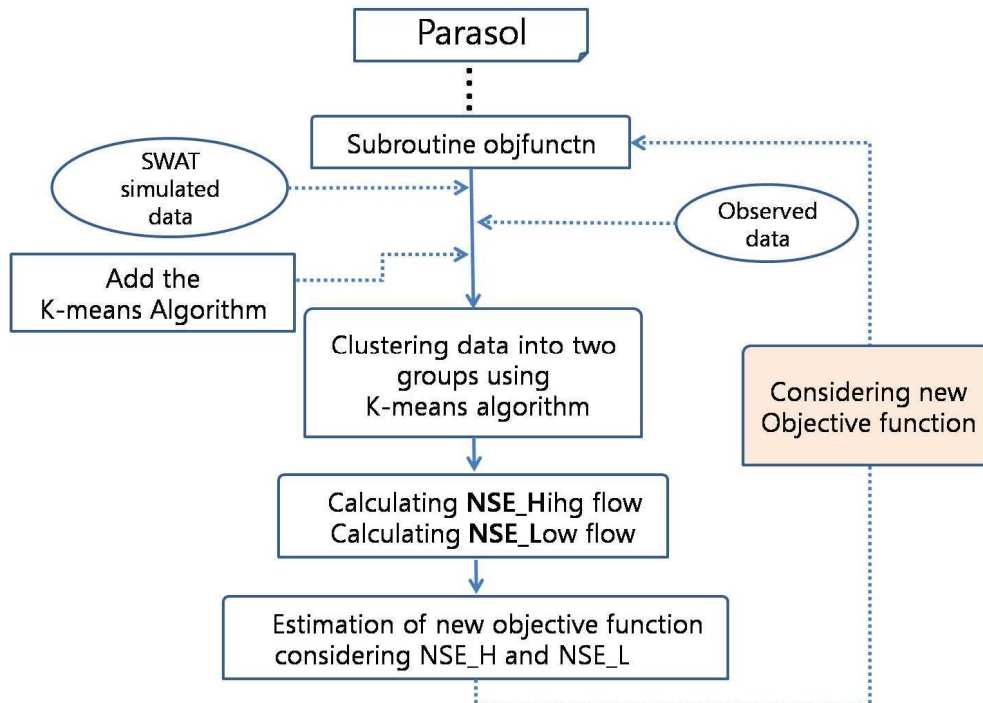 Parasol
Subroutine objfunctn
SWAT
simulated
data
Observed
data
Add the
K-means Algorithm
Clustering data into two
groups using
K-means algorithm
Considering new
Objective function
Calculating NSE_Hihg flow
Calculating NSE_Low flow
Estimation of new objective function
considering NSE_H and NSE_L